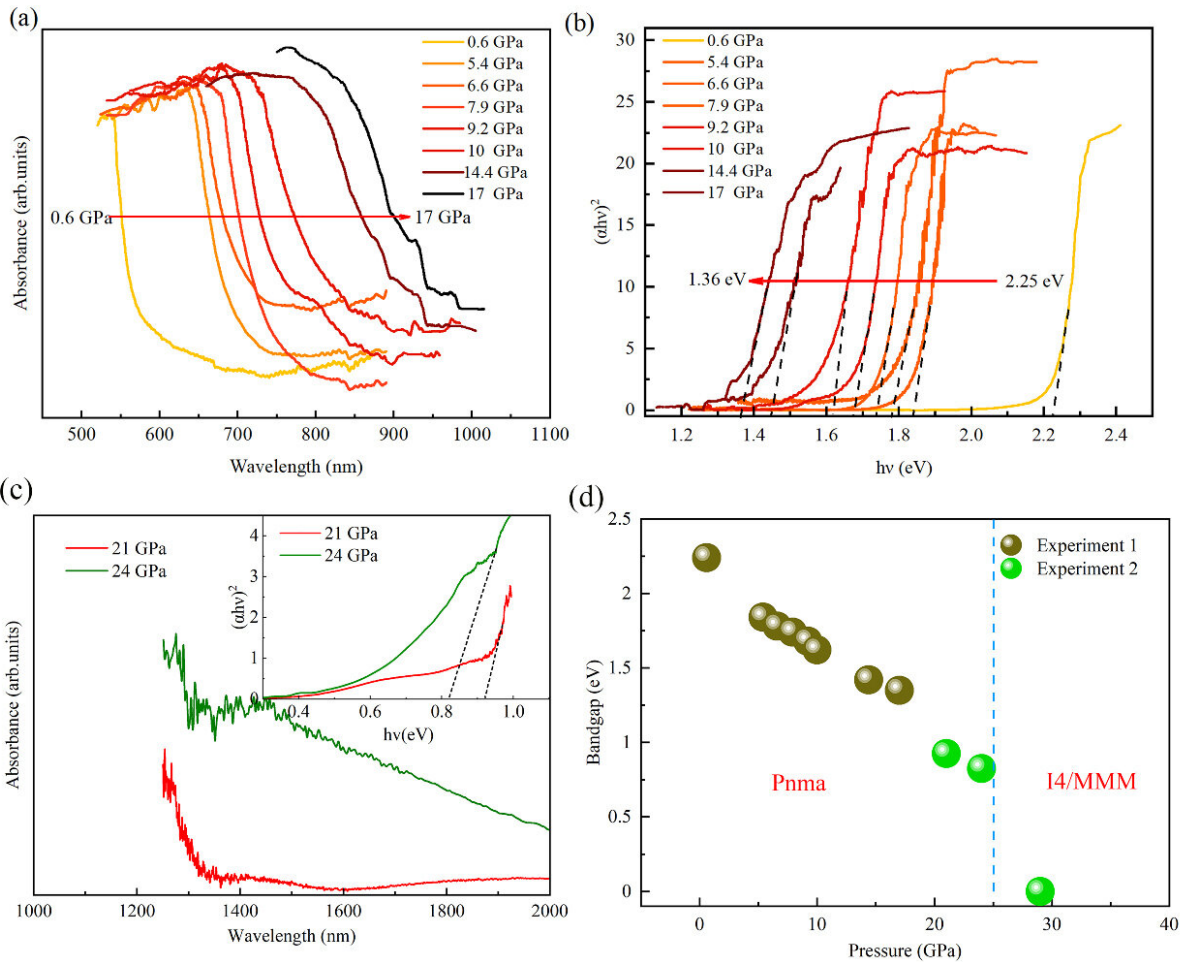 (a)
0.6 GPa
5.4 GPa
6.6 GPa
7.9 GPa
9.2 GPa
10 GPa
14.4 GPa
17 GPa
0.6 GPa
17 GPa
Absorbance (arb.units)
500 600 700 800 900 1000 1100
Wavelength (nm)
(b)
0.6 GPa
5.4 GPa
6.6 GPa
7.9 GPa
9.2 GPa
10 GPa
14.4 GPa
17 GPa
1.36 eV
2.25 eV
(αhν)²
30
25
20
15
10
5
0
1.2 1.4 1.6 1.8 2.0 2.2 2.4
hν (eV)
(c)
21 GPa
24 GPa
Absorbance (arb.units)
21 GPa
24 GPa
(αhν)²
4
3
2
1
0
0.4 0.6 0.8 1.0
hν(eV)
1000 1200 1400 1600 1800 2000
Wavelength (nm)
(d)
Experiment 1
Experiment 2
Pnma
I4/MMM
Bandgap (eV)
2.5
2
1.5
1
0.5
0
0 10 20 30 40
Pressure (GPa)